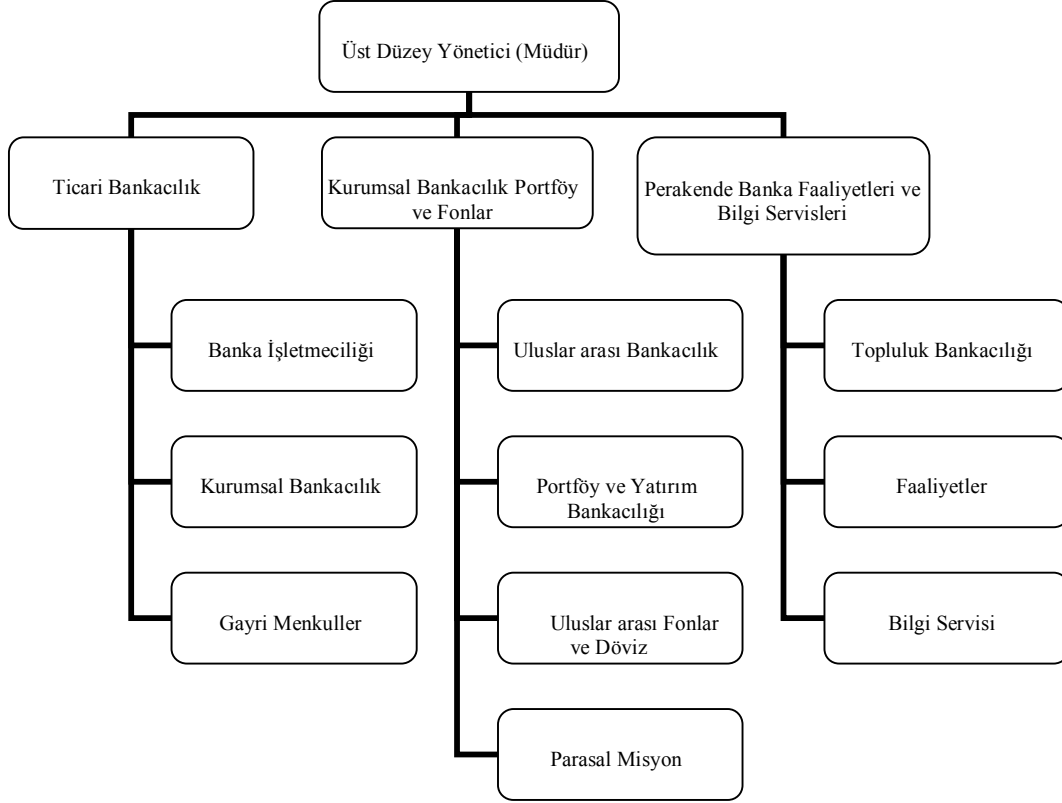 Üst Düzey Yönetici (Müdür)
Ticari Bankacılık
Kurumsal Bankacılık Portföy
ve Fonlar
Perakende Banka Faaliyetleri ve
Bilgi Servisleri
Banka İşletmeciliği
Kurumsal Bankacılık
Gayri Menkuller
Uluslar arası Bankacılık
Portföy ve Yatırım
Bankacılığı
Uluslar arası Fonlar
ve Döviz
Parasal Misyon
Topluluk Bankacılığı
Faaliyetler
Bilgi Servisi